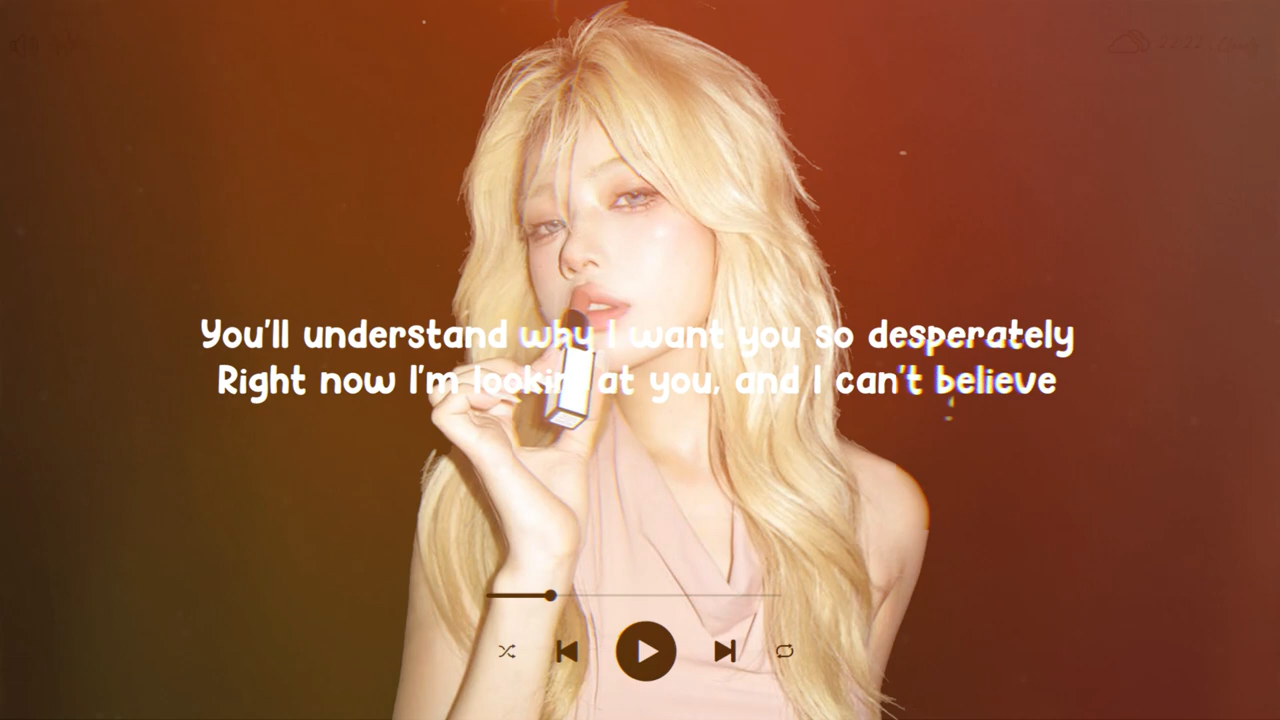 You'll understand why I want you so desperately
Right now I'm lookin' at you, and I can't believe